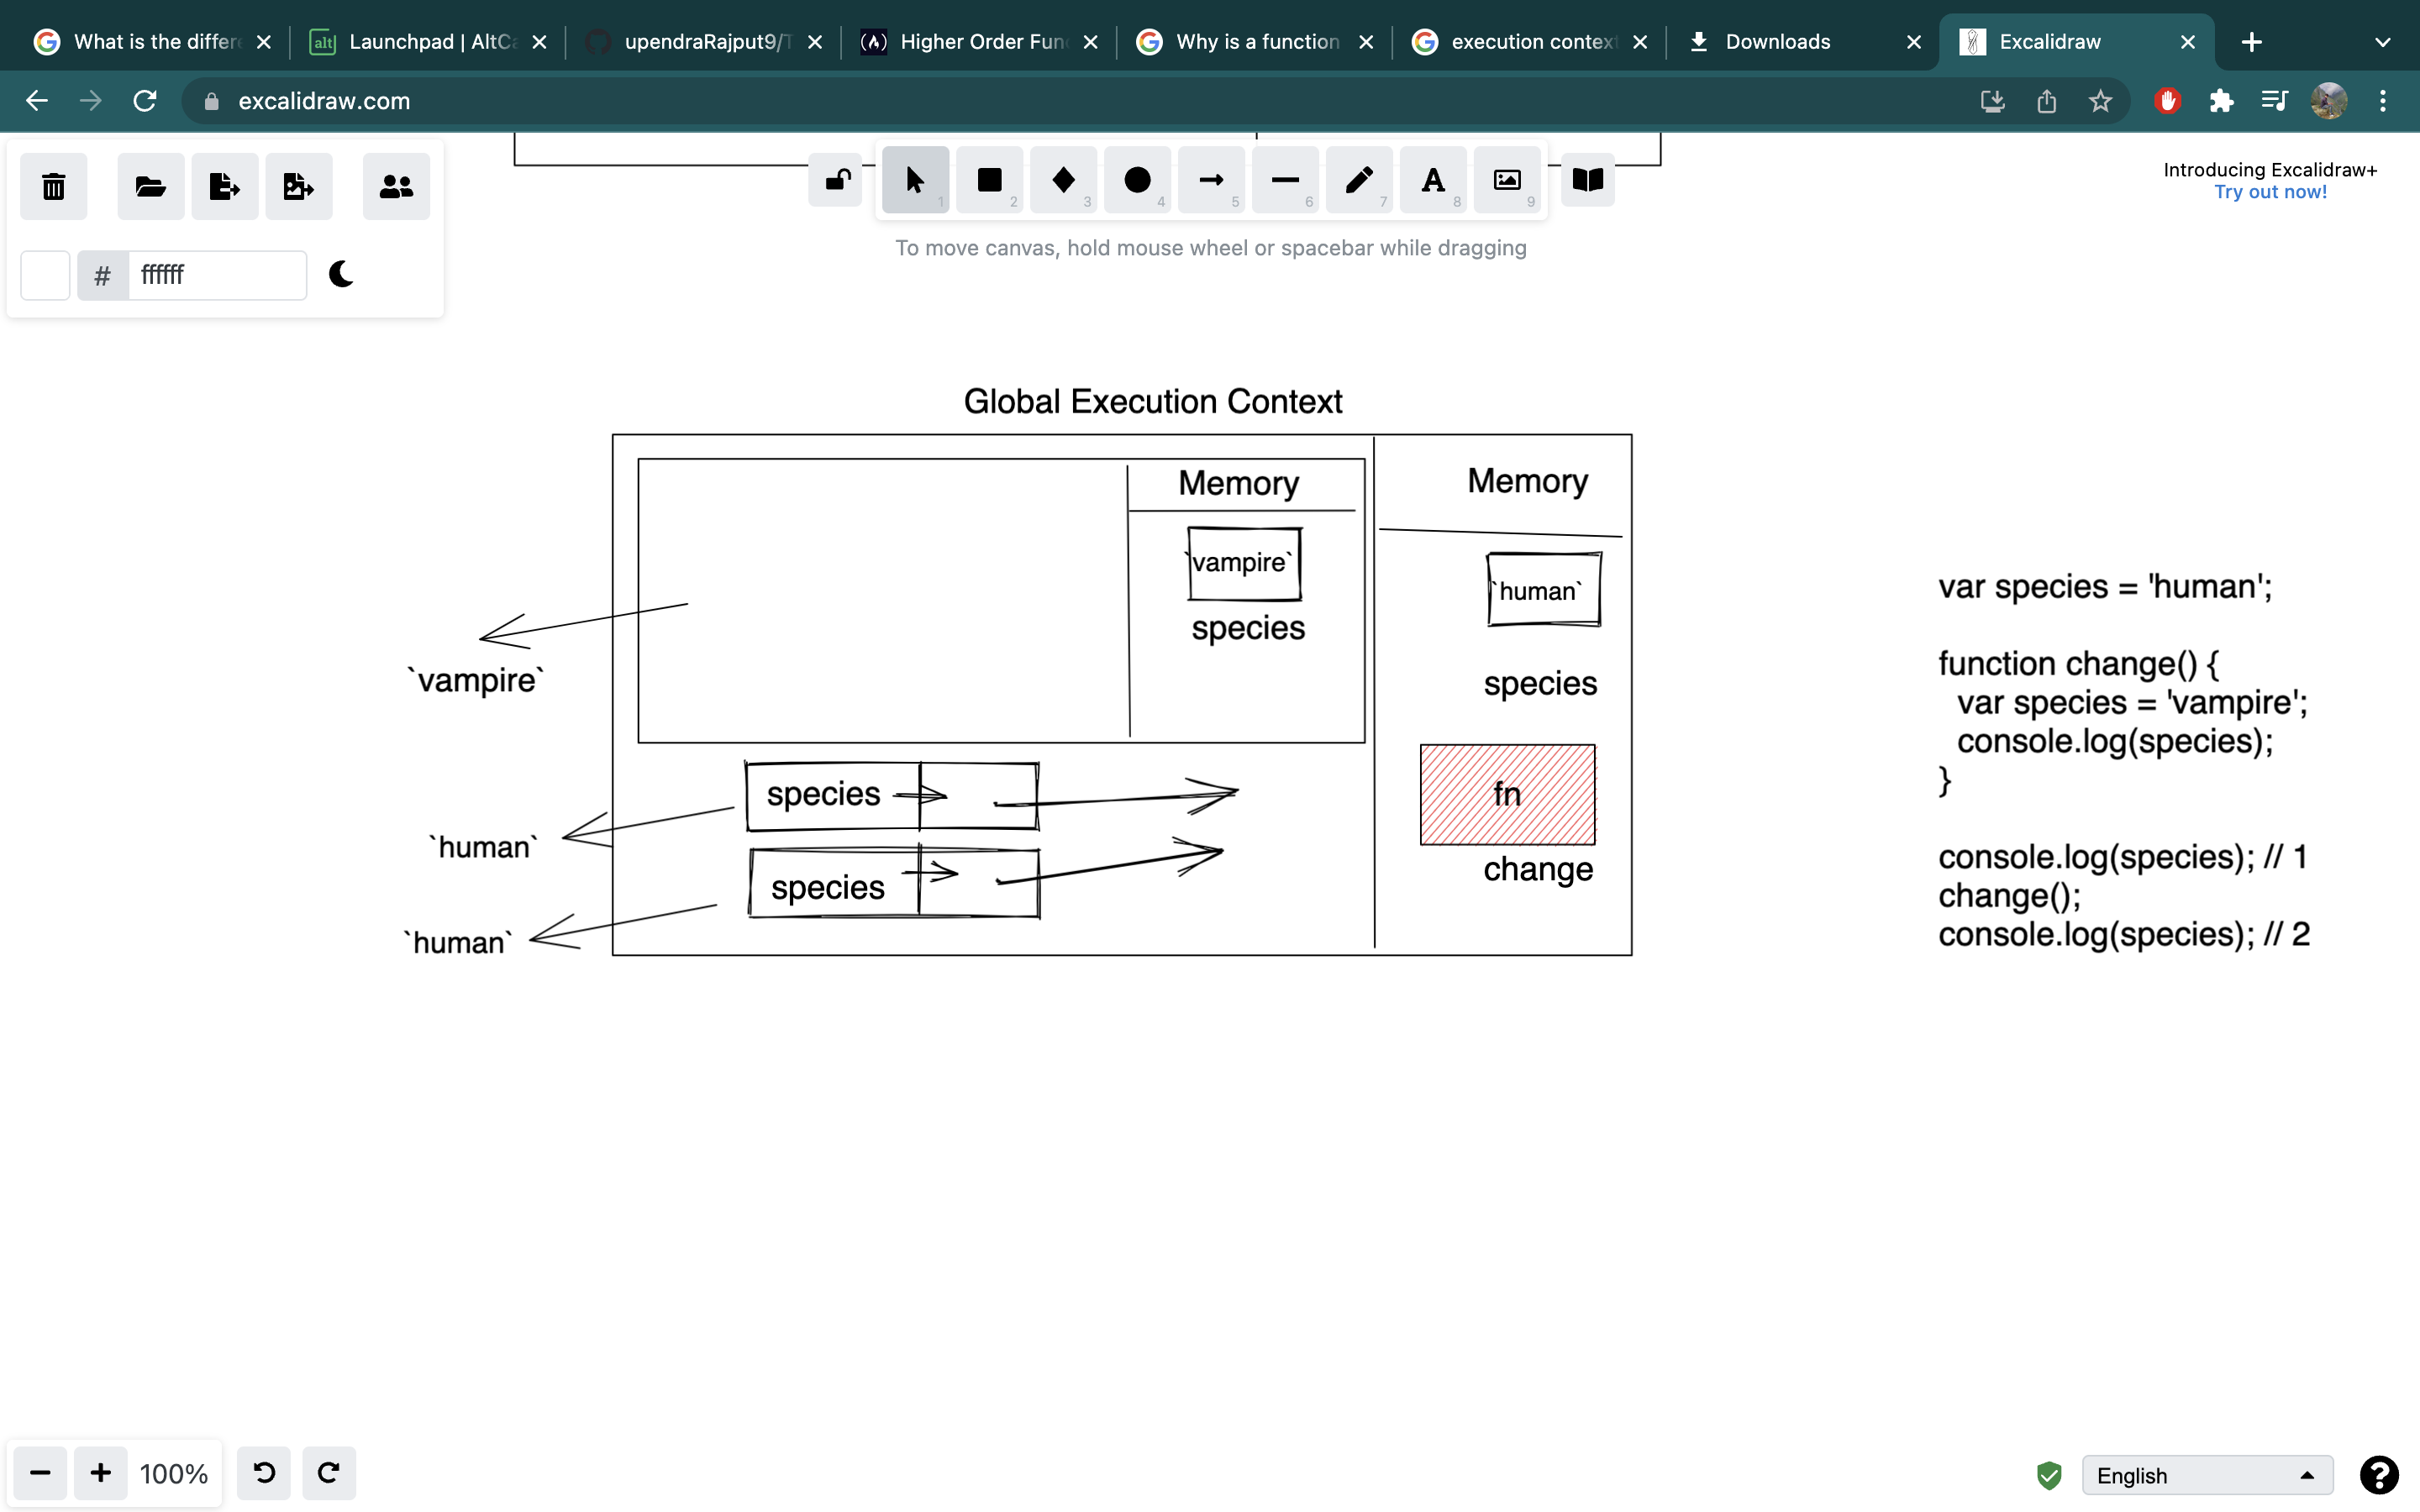 What is the differe
Launchpad | AltCa
upendraRajput9/T
Higher Order Fun
Why is a function
execution context
Downloads
Excalidraw
excalidraw.com
1
2
3
4
5
6
7
8
9
Introducing Excalidraw+
Try out now!
To move canvas, hold mouse wheel or spacebar while dragging
# ffffff
Global Execution Context
Memory
Memory
`vampire`
species
`human`
species
`vampire`
fn
change
species
species
`human`
`human`
var species = 'human';
function change() {
var species = 'vampire';
console.log(species);
}
console.log(species); // 1
change();
console.log(species); // 2
100%
English